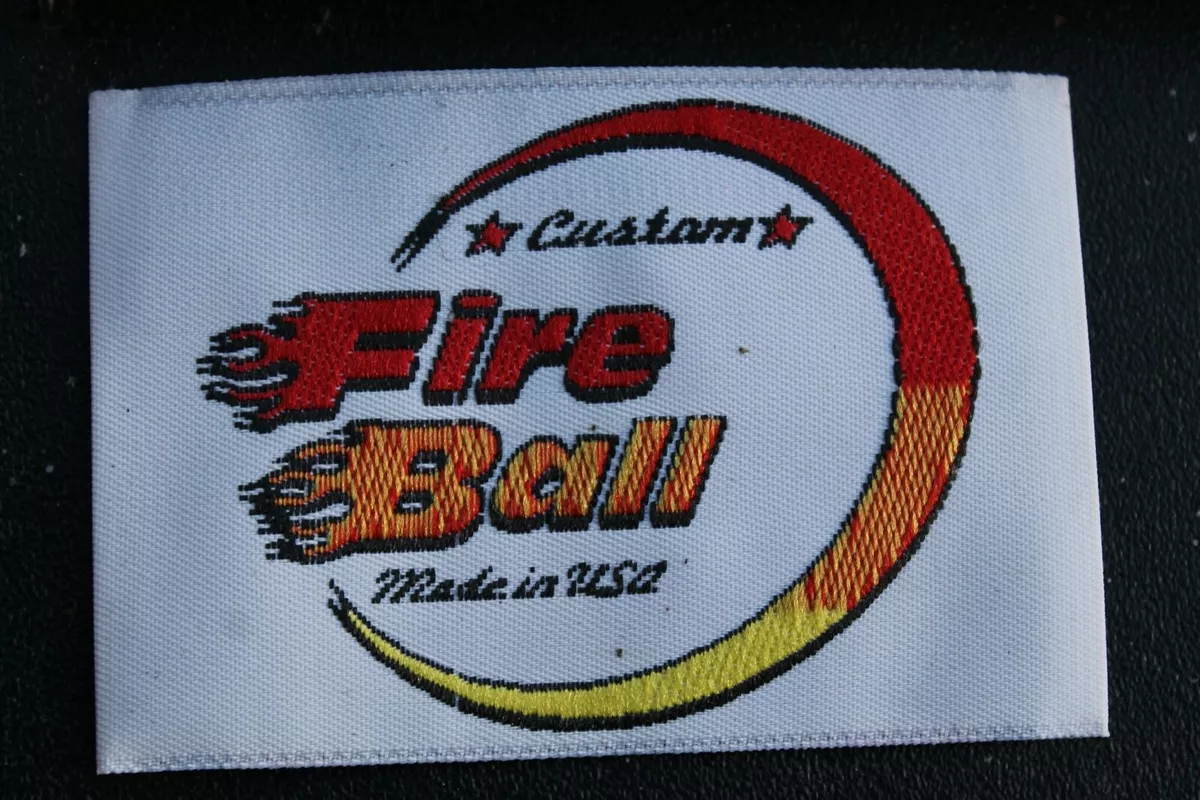 Custom
Fire
Ball
Made in USA